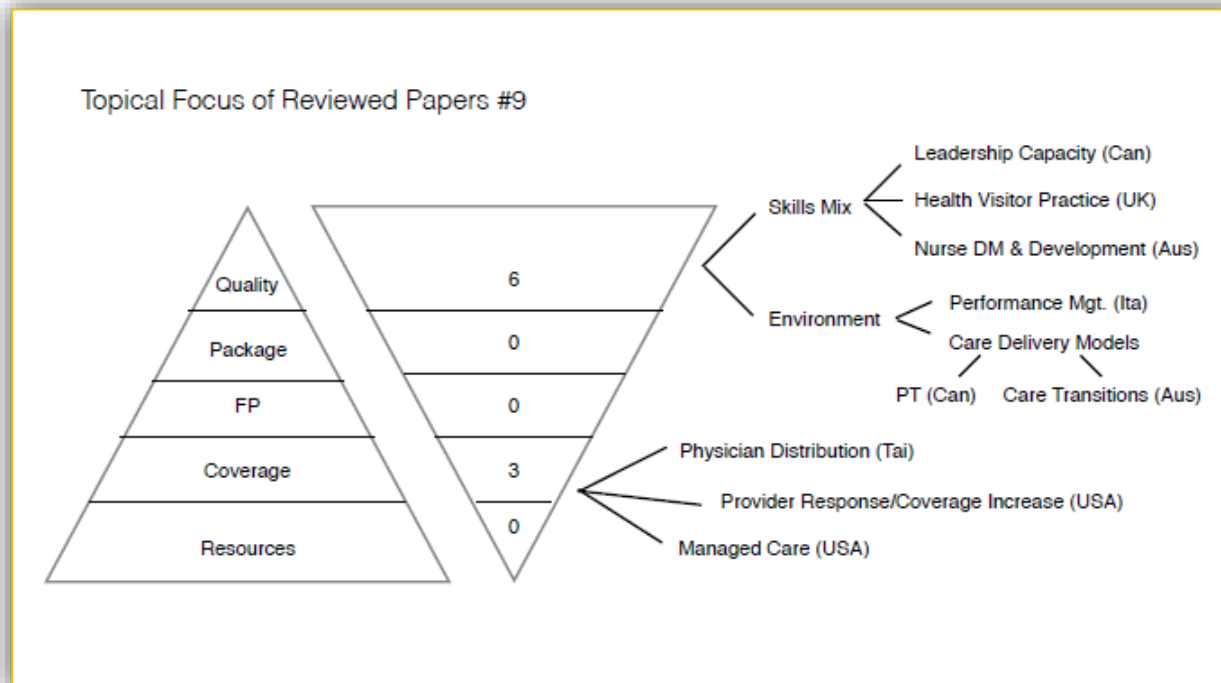 Topical Focus of Reviewed Papers #9
Quality
Package
FP
Coverage
Resources
6
0
0
3
0
Skills Mix
Leadership Capacity (Can)
Health Visitor Practice (UK)
Nurse DM & Development (Aus)
Environment
Performance Mgt. (Ita)
Care Delivery Models
PT (Can)
Care Transitions (Aus)
Physician Distribution (Tai)
Provider Response/Coverage Increase (USA)
Managed Care (USA)